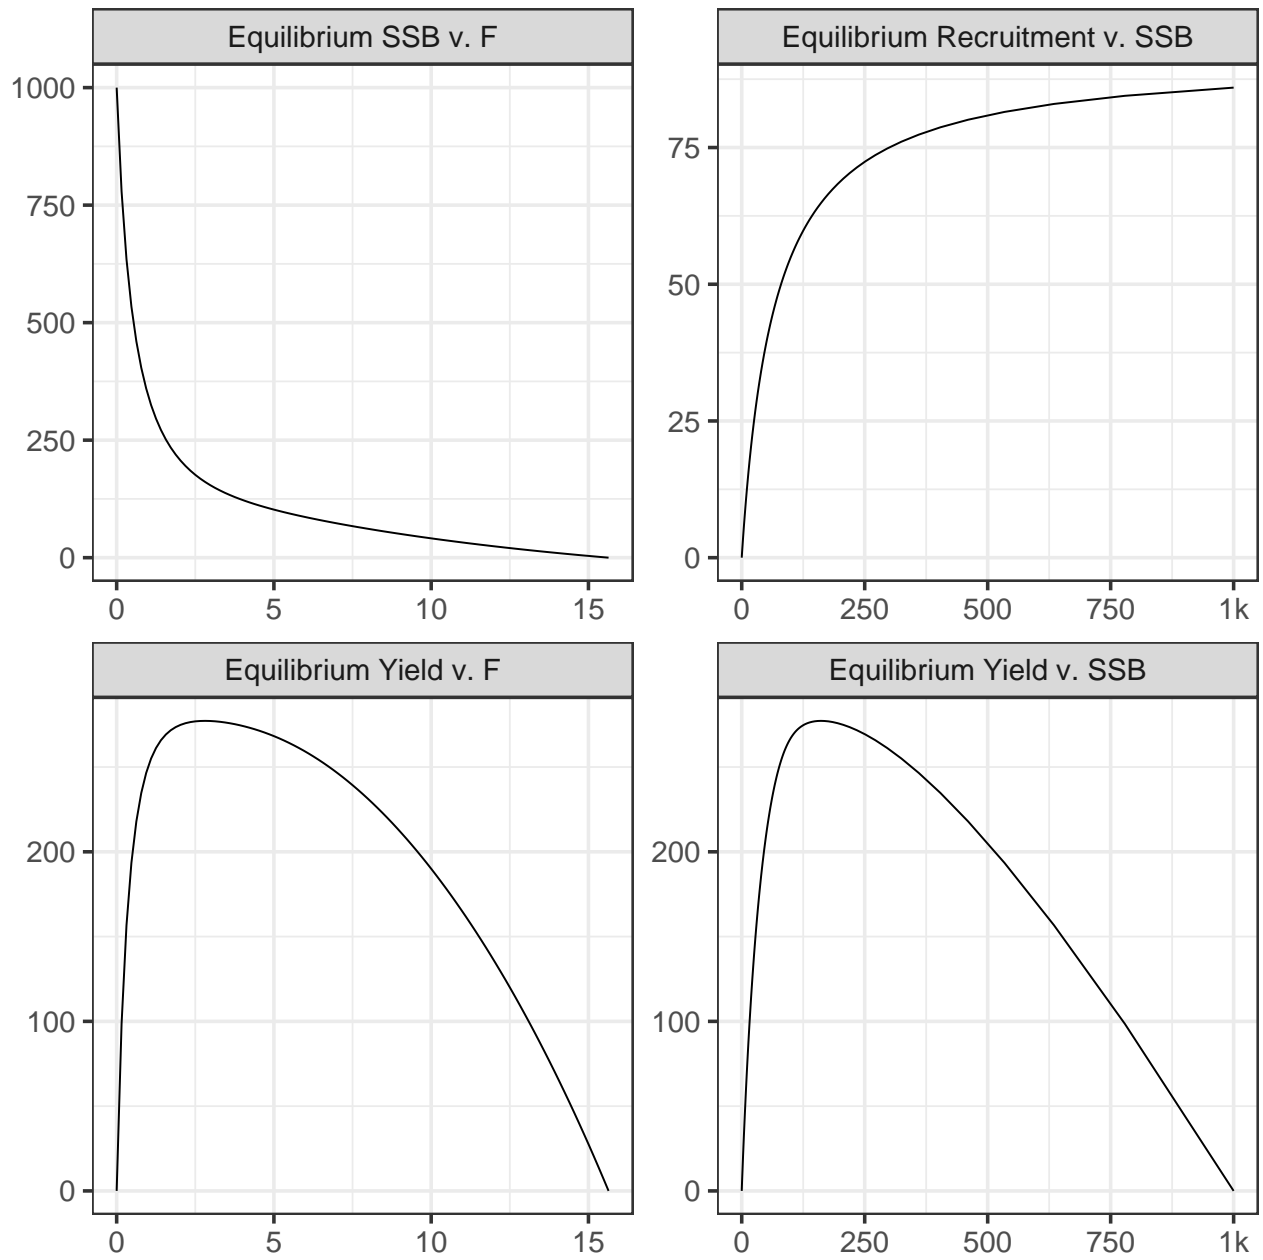 Equilibrium SSB v. F
1000
750
500
250
0
0 5 10 15
Equilibrium Recruitment v. SSB
75
50
25
0
0 250 500 750 1k
Equilibrium Yield v. F
200
100
0
0 5 10 15
Equilibrium Yield v. SSB
200
100
0
0 250 500 750 1k